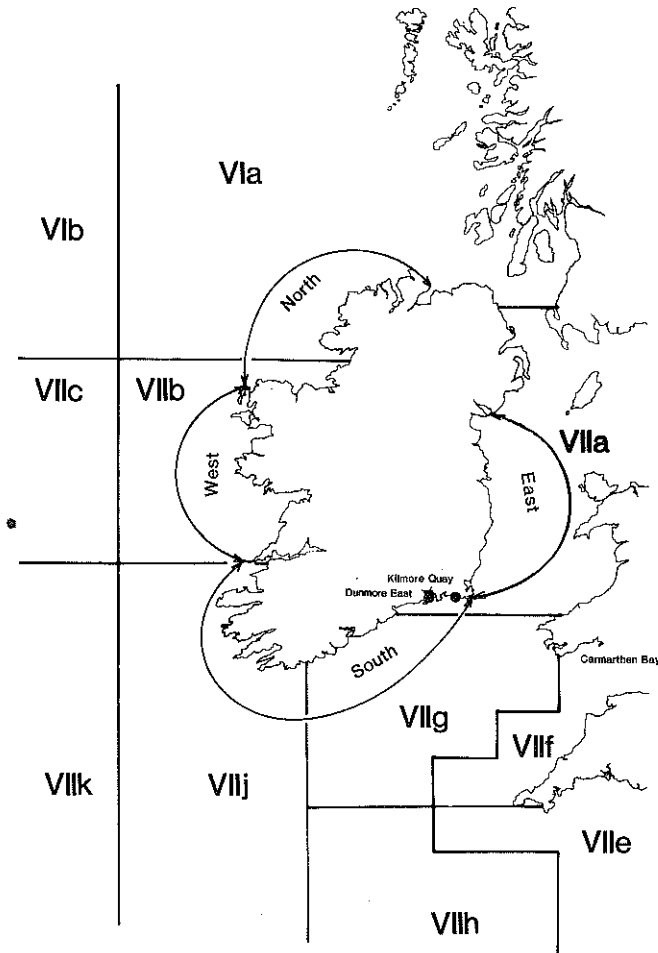 VIa
VIb
North
VIIc
VIIb
VIIa
West
East
Kilmore Quay
Dunmore East
South
Carmarthen Bay
VIIg
VIIf
VIIk
VIIj
VIIe
VIIh